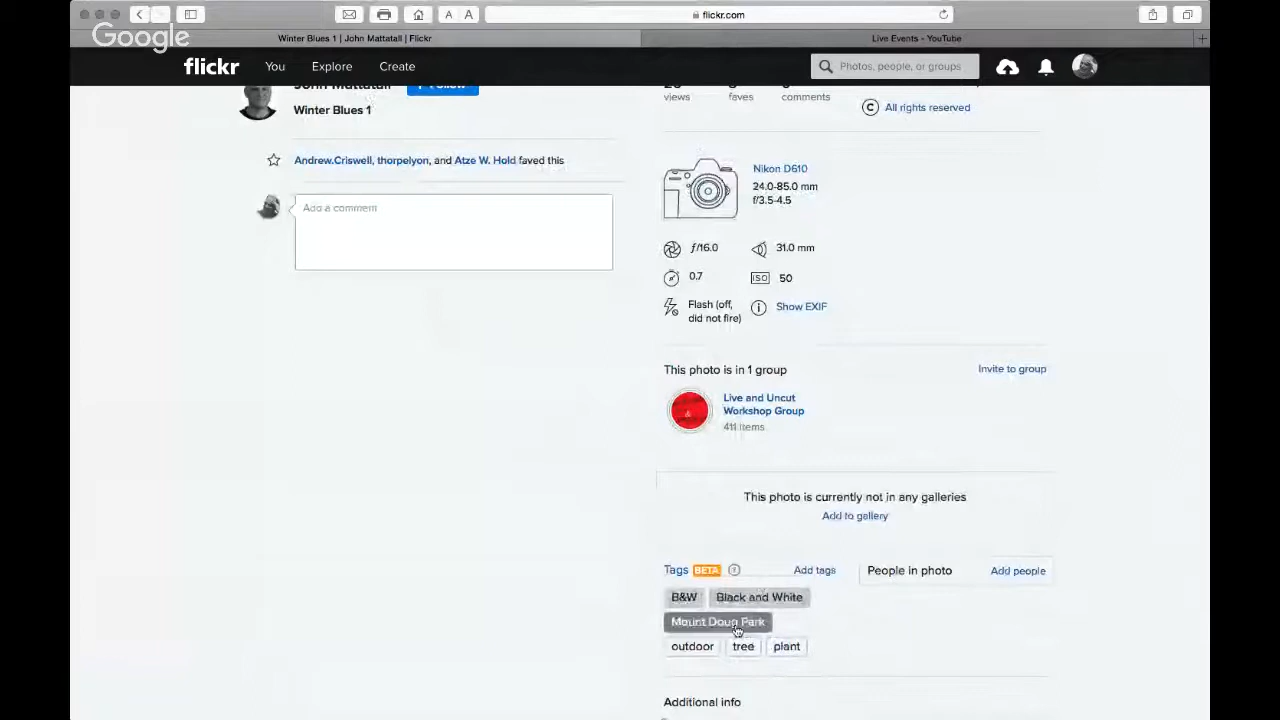 flickr.com
Google
Winter Blues 1 | John Mattatall | Flickr
Live Events - YouTube
flickr You Explore Create
Photos, people, or groups
John Mattatall
+ Follow
Winter Blues 1
views faves comments
All rights reserved
Andrew.Criswell, thorpelyon, and Atze W. Hold faved this
Add a comment
Nikon D610
24.0-85.0 mm
f/3.5-4.5
ƒ/16.0 31.0 mm
0.7 ISO 50
Flash (off,
did not fire)
Show EXIF
This photo is in 1 group
Invite to group
Live and Uncut
Workshop Group
411 items
This photo is currently not in any galleries
Add to gallery
Tags BETA ? Add tags
People in photo Add people
B&W Black and White
Mount Doug Park
outdoor tree plant
Additional info